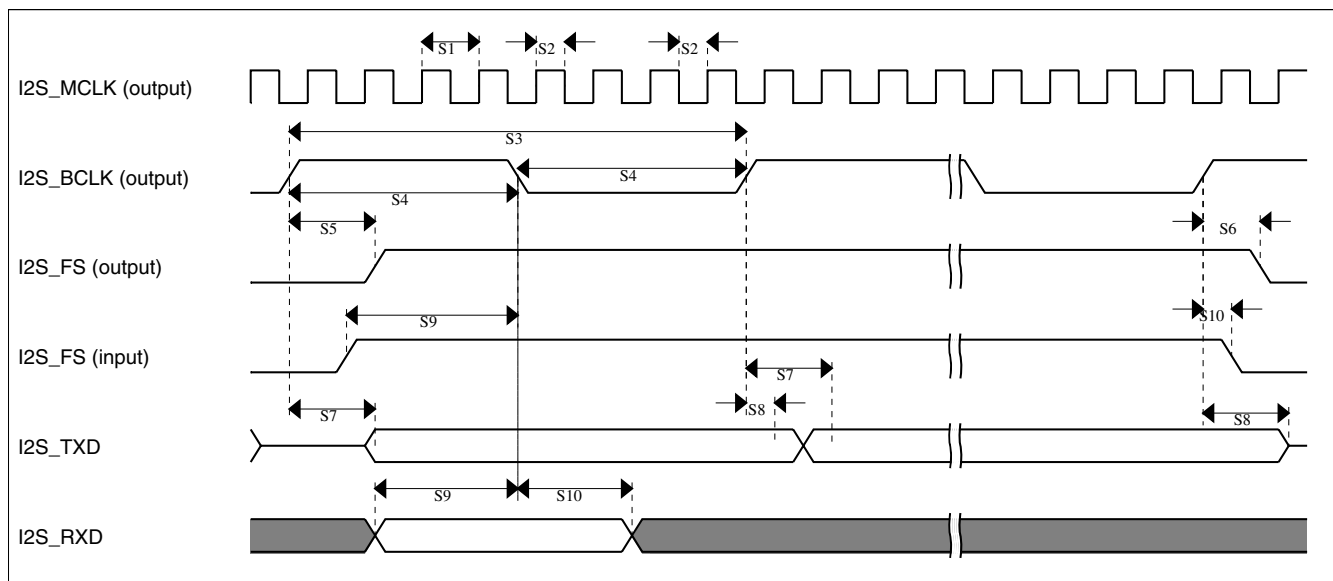 S1 S2 S2
I2S_MCLK (output)
S3
I2S_BCLK (output)
S4
S4
S5 S6
I2S_FS (output)
S9 S10
I2S_FS (input)
S7
S7 S8 S8
I2S_TXD
S9 S10
I2S_RXD